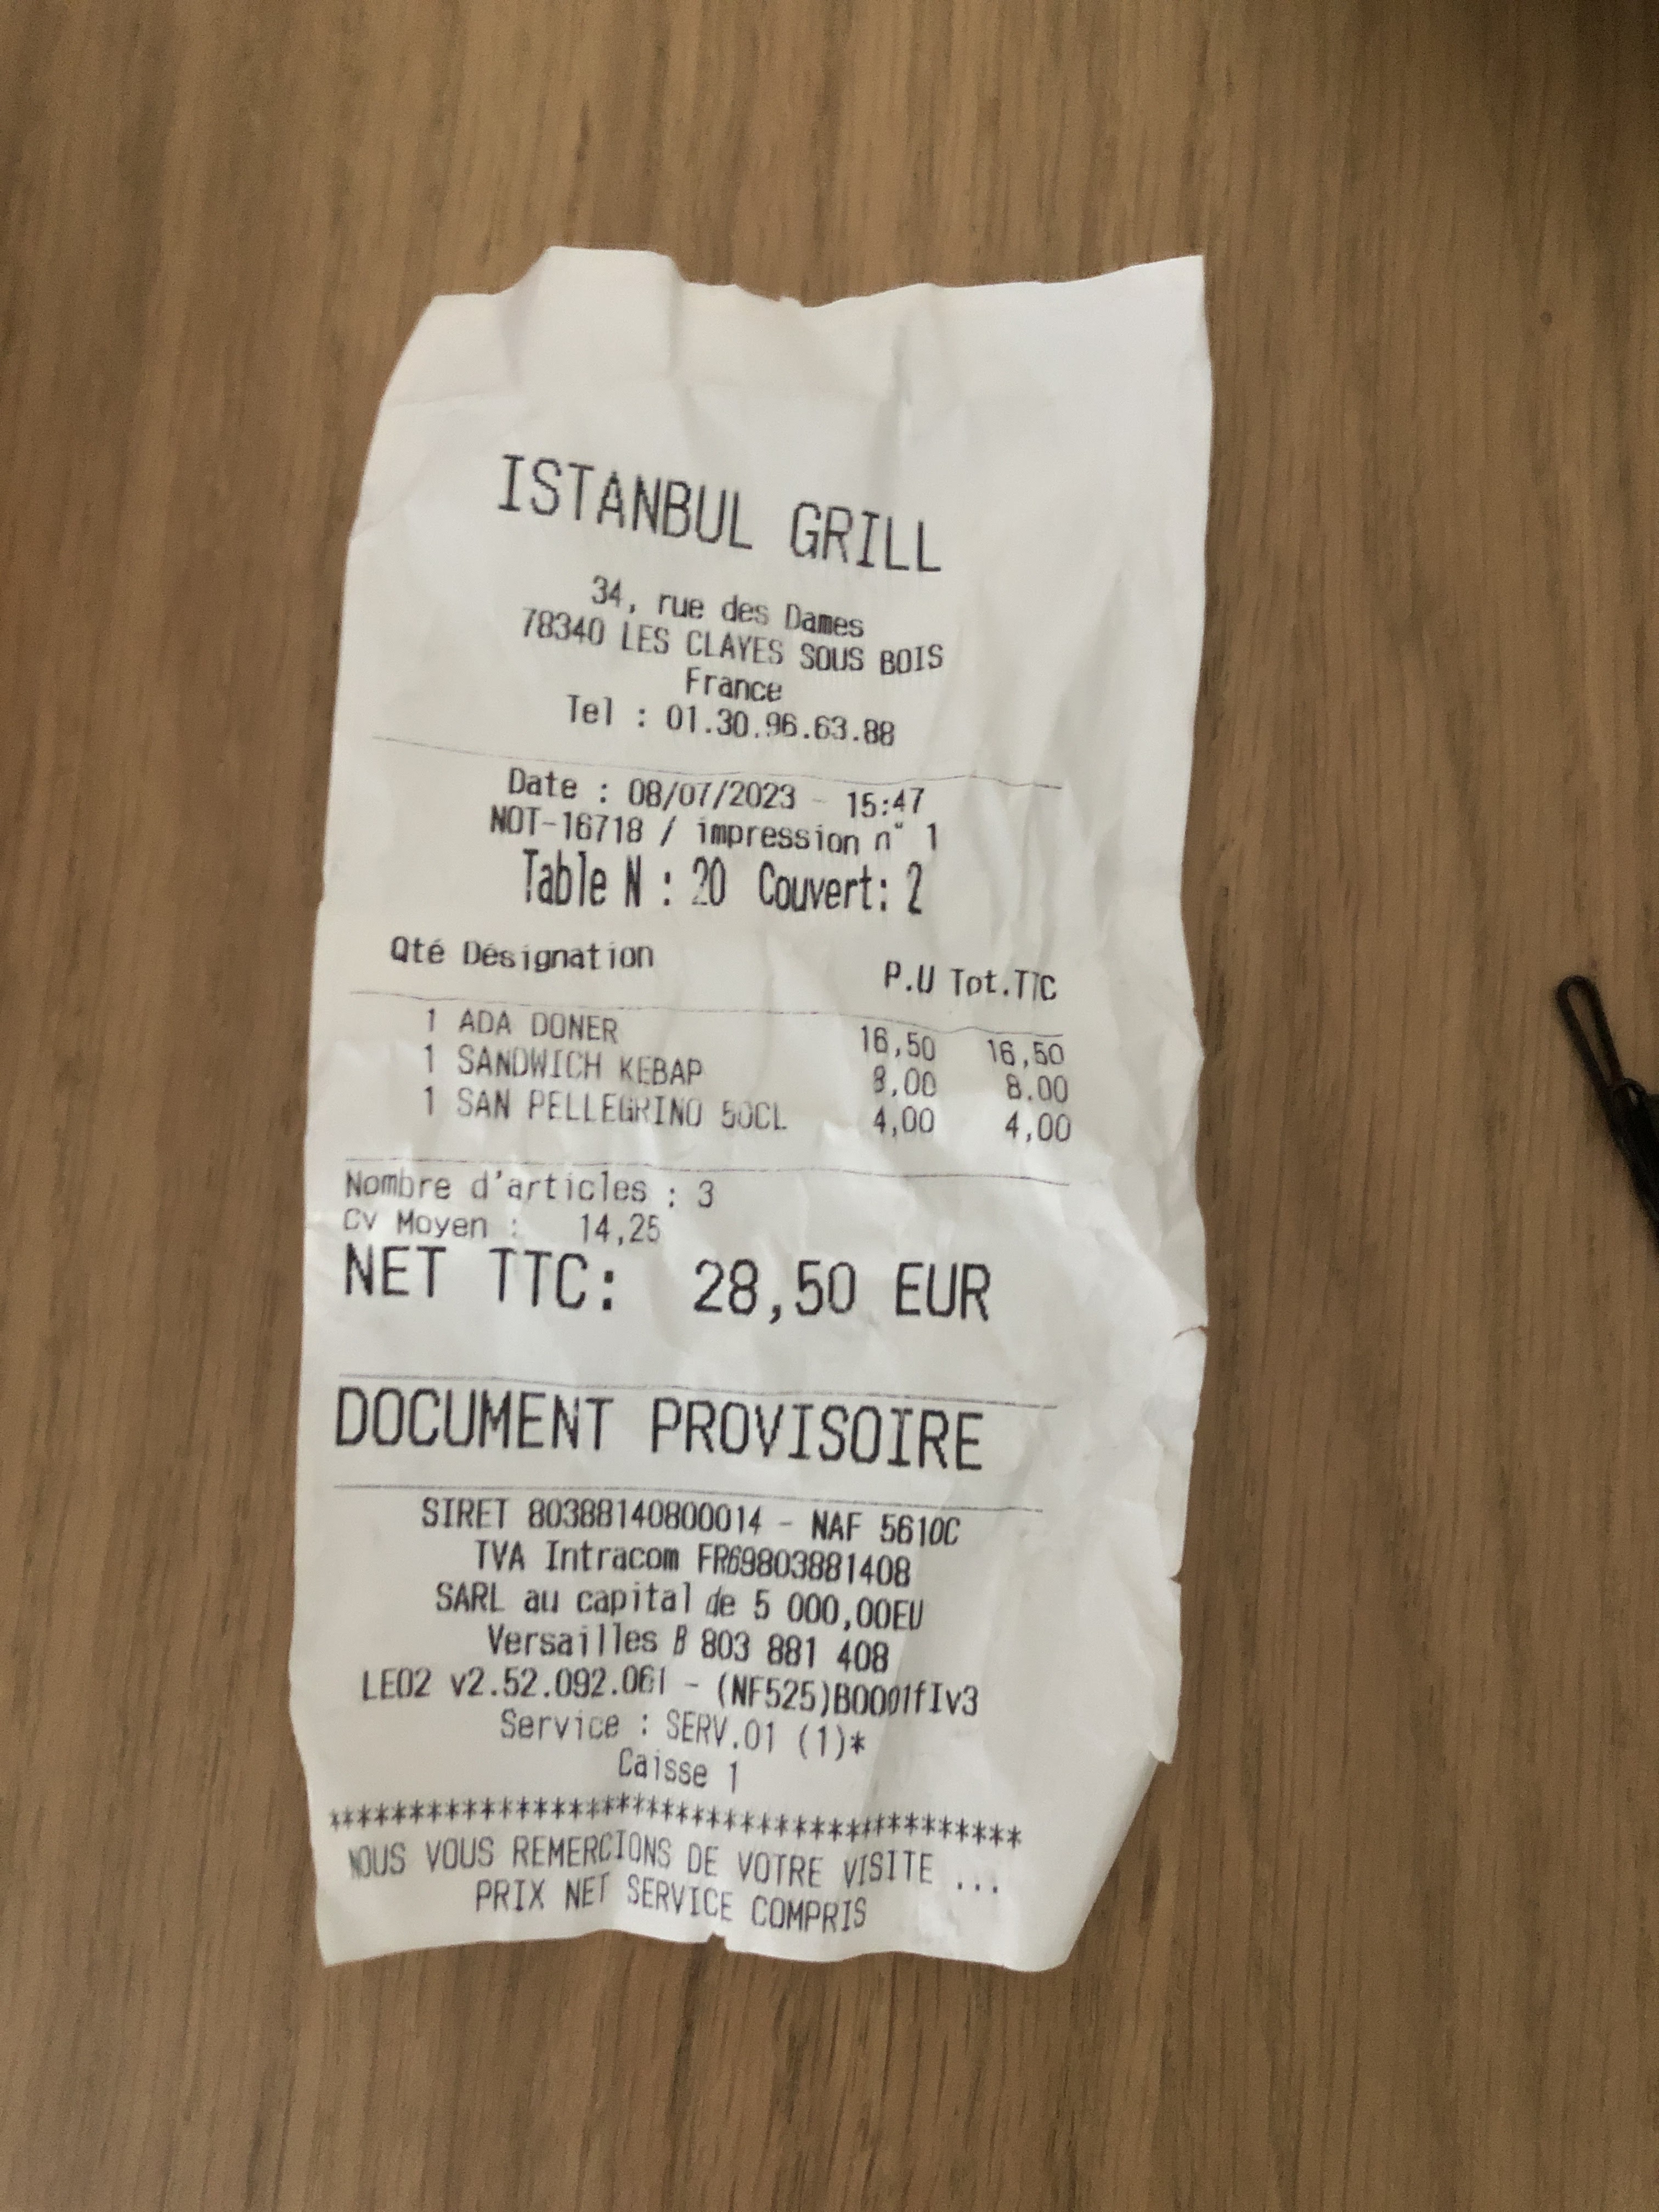 ISTANBUL GRILL
34, rue des Dames
78340 LES CLAYES SOUS BOIS
France
Tel : 01.30.96.63.88
Date : 08/07/2023 - 15:47
NOT-16718 / impression n° 1
Table N : 20 Couvert: 2
Qté Désignation P.U Tot.TTC
1 ADA DONER 16,50 16,50
1 SANDWICH KEBAP 8,00 8.00
1 SAN PELLEGRINO 50CL 4,00 4,00
Nombre d'articles : 3
Cv Moyen : 14,25
NET TTC: 28,50 EUR
DOCUMENT PROVISOIRE
SIRET 80388140800014 - NAF 5610C
TVA Intracom FR69803881408
SARL au capital de 5 000,00EU
Versailles B 803 881 408
LEO2 v2.52.092.061 - (NF525)B0001fIv3
Service : SERV.01 (1)*
Caisse 1
********************************************
NOUS VOUS REMERCIONS DE VOTRE VISITE ...
PRIX NET SERVICE COMPRIS